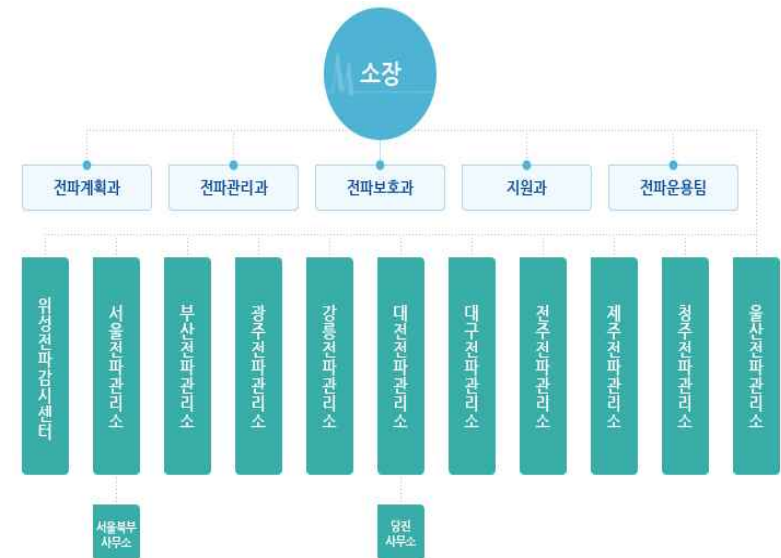 소장
전파계획과
전파관리과
전파보호과
지원과
전파운용팀
위성전파감시센터
서울전파관리소
부산전파관리소
광주전파관리소
강릉전파관리소
대전전파관리소
대구전파관리소
전주전파관리소
제주전파관리소
청주전파관리소
울산전파관리소
서울북부
사무소
당진
사무소